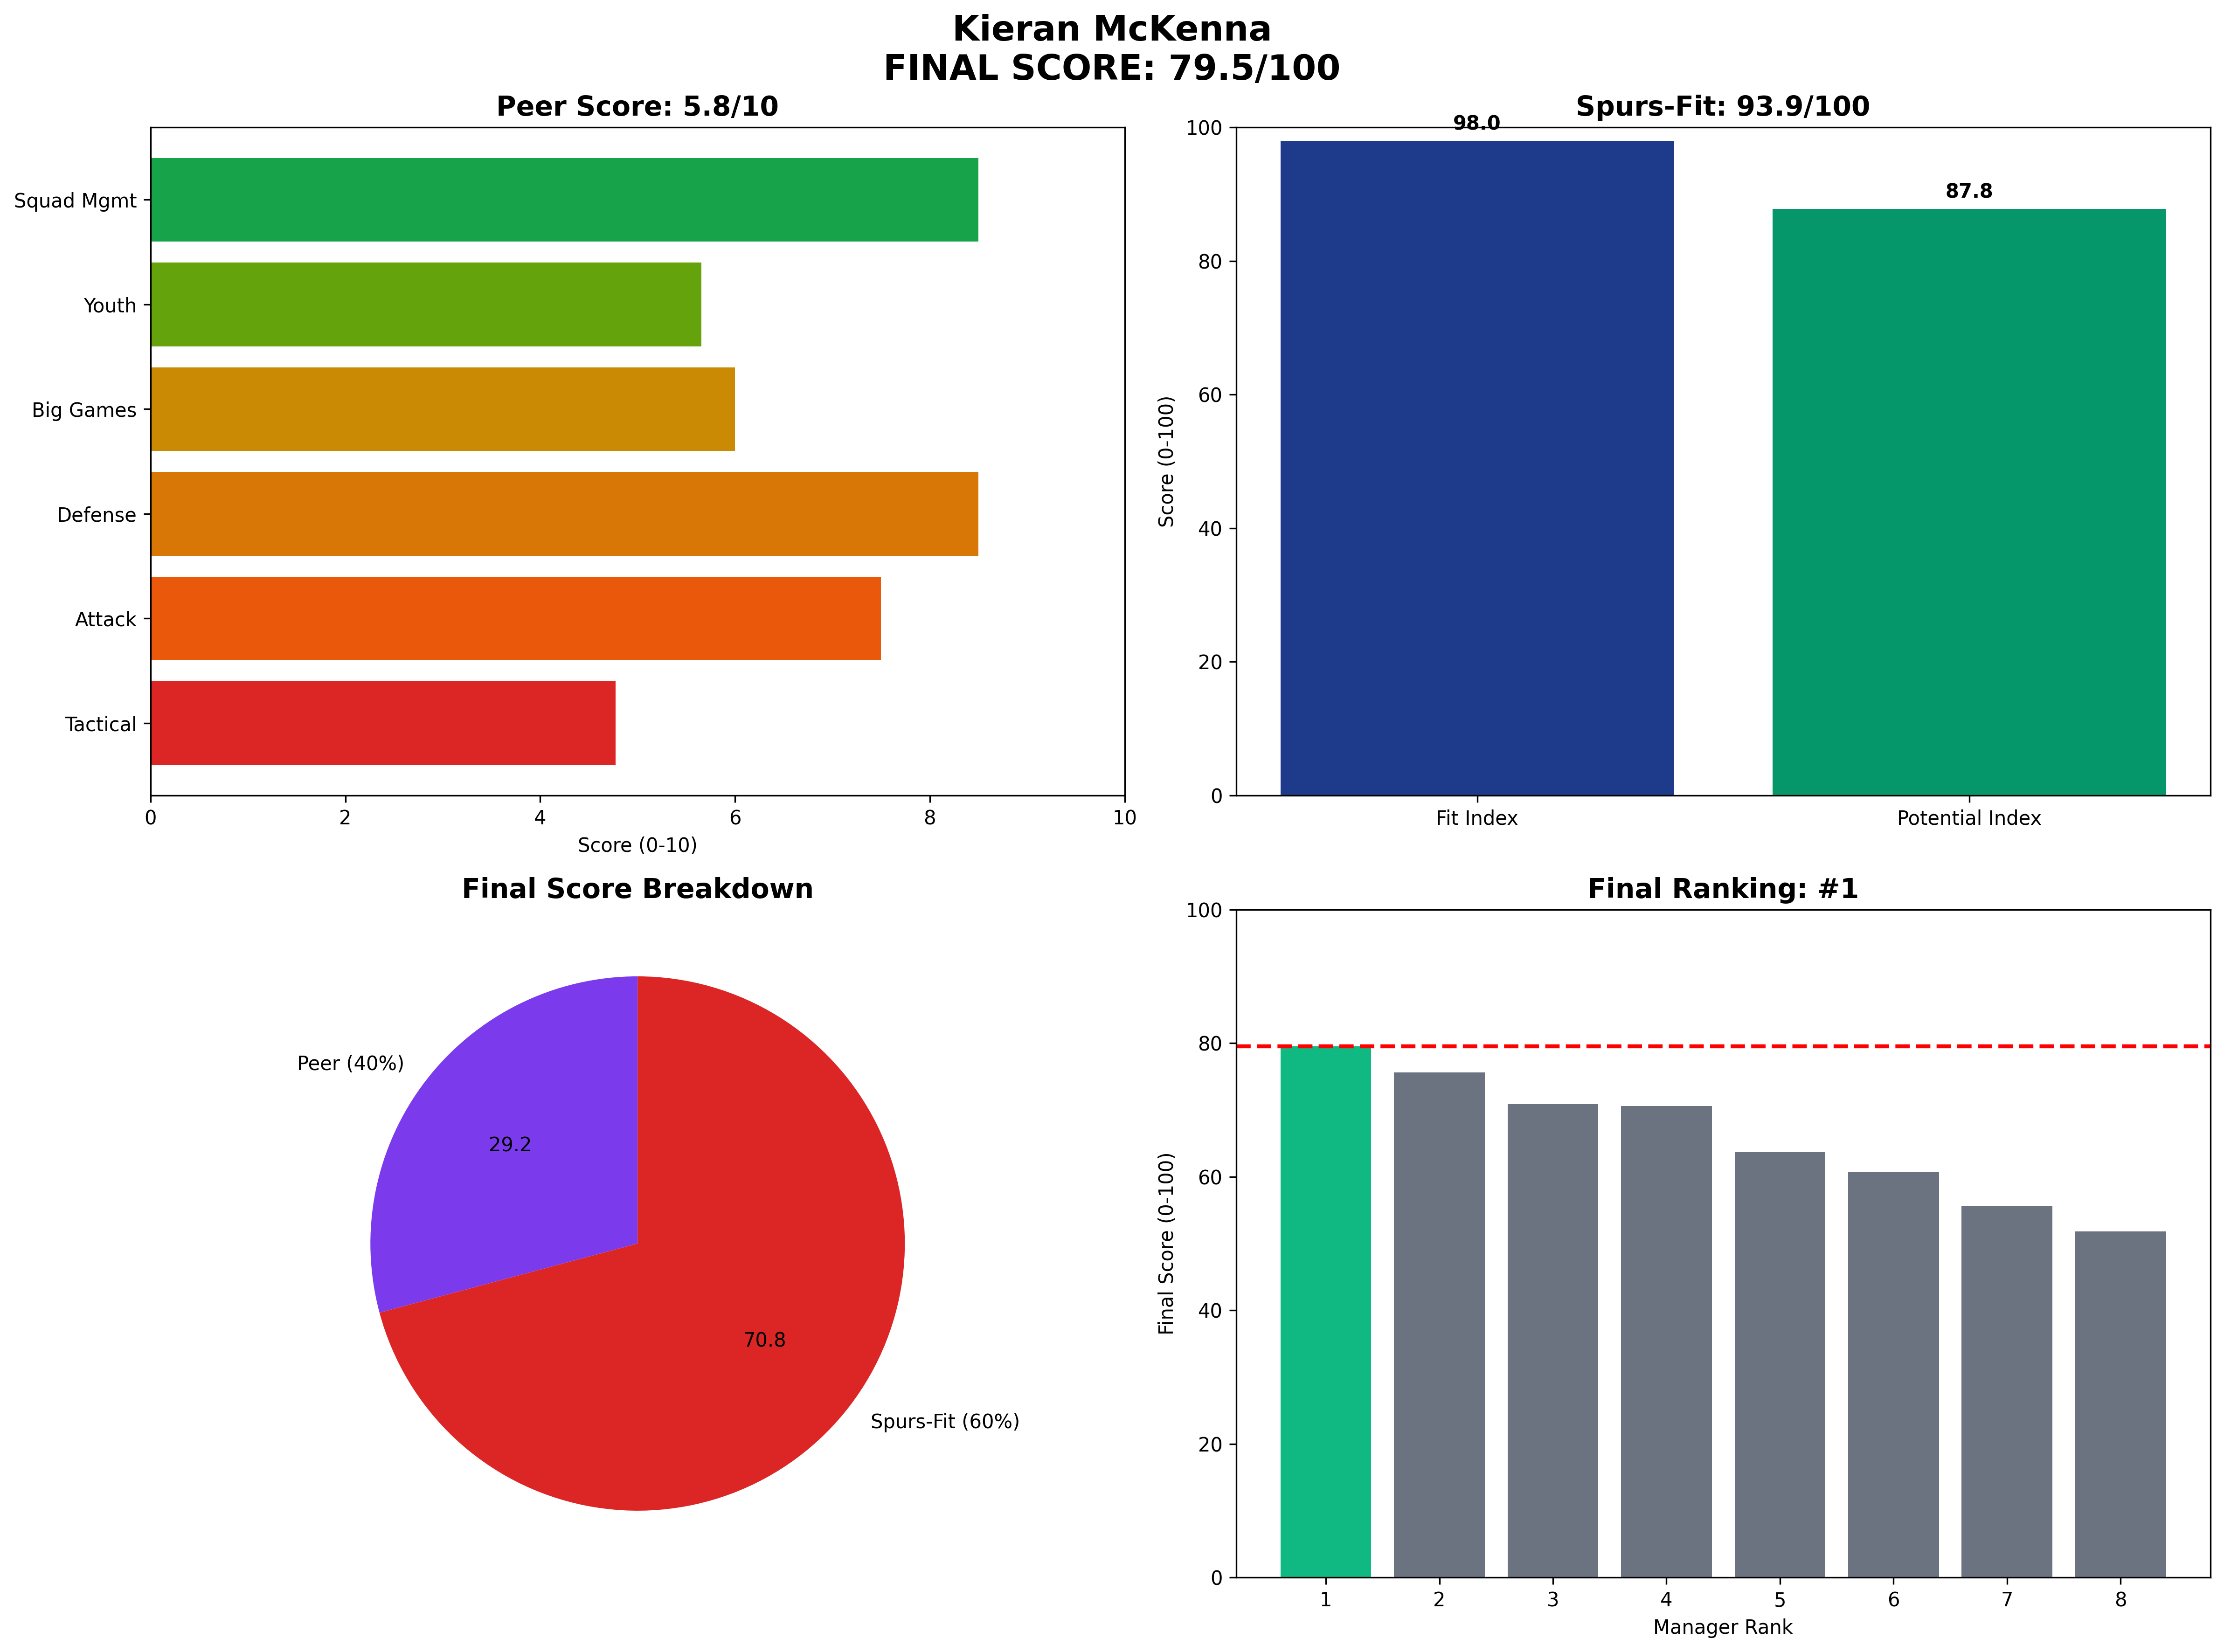 Kieran McKenna
FINAL SCORE: 79.5/100
Peer Score: 5.8/10
Squad Mgmt
Youth
Big Games
Defense
Attack
Tactical
0 2 4 6 8 10
Score (0-10)
Spurs-Fit: 93.9/100
98.0
87.8
100
80
60
40
20
0
Score (0-100)
Fit Index Potential Index
Final Score Breakdown
Peer (40%)
29.2
70.8
Spurs-Fit (60%)
Final Ranking: #1
100
80
60
40
20
0
Final Score (0-100)
1 2 3 4 5 6 7 8
Manager Rank